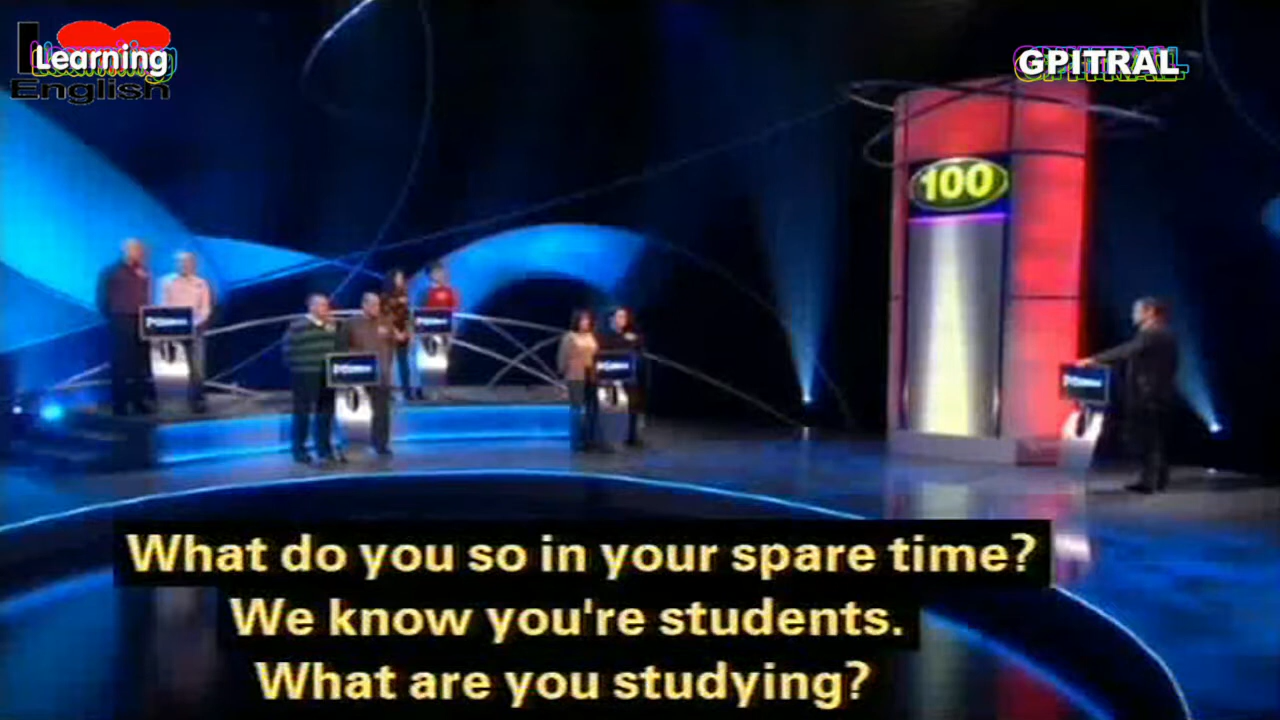 I
Learning
English
GPITRAL
100
What do you so in your spare time?
We know you're students.
What are you studying?